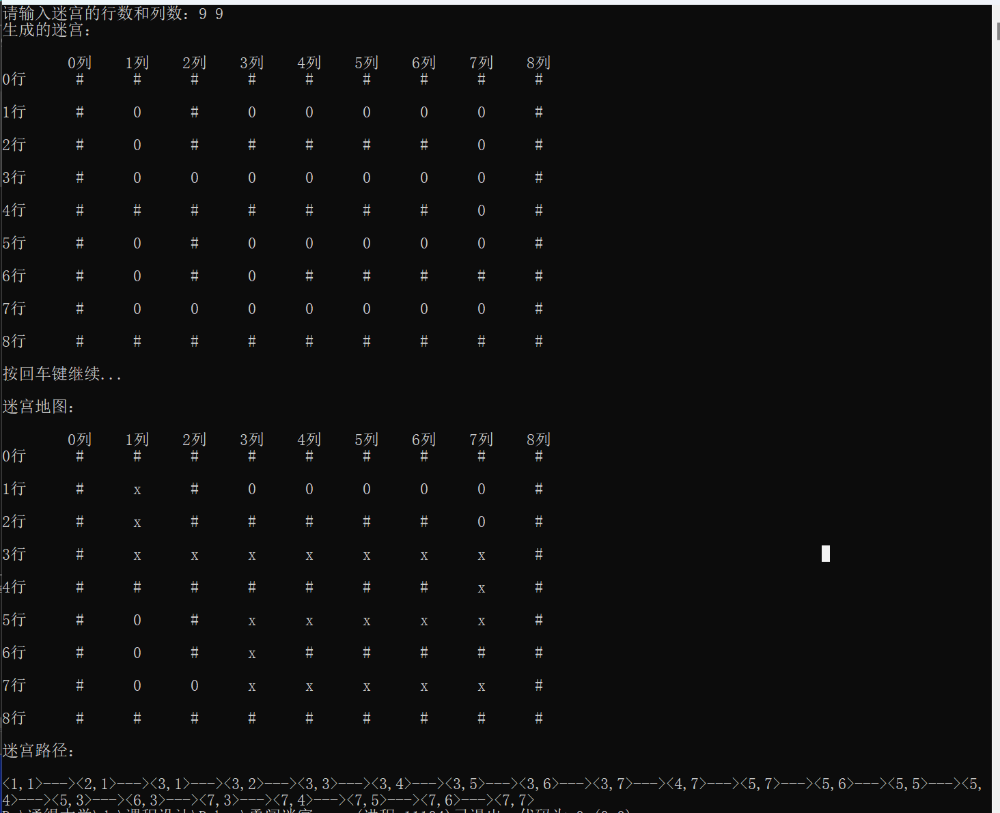 请输入迷宫的行数和列数：9 9
生成的迷宫：
0列 1列 2列 3列 4列 5列 6列 7列 8列
0行 # # # # # # # # #
1行 # 0 # 0 0 0 0 0 #
2行 # 0 # # # # # 0 #
3行 # 0 0 0 0 0 0 0 #
4行 # # # # # # # 0 #
5行 # 0 # 0 0 0 0 0 #
6行 # 0 # 0 # # # # #
7行 # 0 0 0 0 0 0 0 #
8行 # # # # # # # # #
按回车键继续...
迷宫地图：
0列 1列 2列 3列 4列 5列 6列 7列 8列
0行 # # # # # # # # #
1行 # x # 0 0 0 0 0 #
2行 # x # # # # # 0 #
3行 # x x x x x x x #
4行 # # # # # # # x #
5行 # 0 # x x x x x #
6行 # 0 # x # # # # #
7行 # 0 0 x x x x x #
8行 # # # # # # # # #
迷宫路径：
<1,1>---><2,1>---><3,1>---><3,2>---><3,3>---><3,4>---><3,5>---><3,6>---><3,7>---><4,7>---><5,7>---><5,6>---><5,5>---><5,
4>---><5,3>---><6,3>---><7,3>---><7,4>---><7,5>---><7,6>---><7,7>